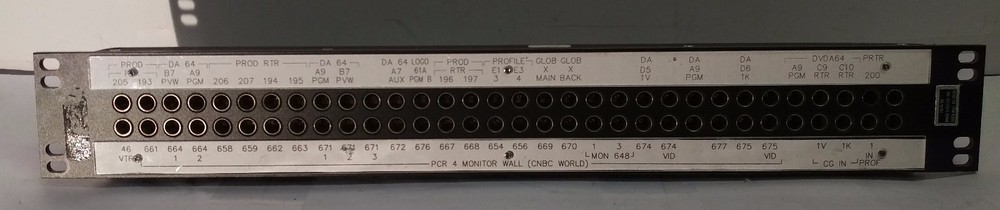 PROD DA 64 PROD RTR DA 64 DA 64 LOGO PROD PROFILE GLOB GLOB DA DA DA DVDA64 PRTR
B7 A9 A9 B7 A7 61A RTR E1 E3 X X D5 A9 D6 A9 C9 C10
205 193 PVW PGM 206 207 194 195 PGM PVW AUX PGM B 196 197 3 4 MAIN BACK 1V PGM 1K PGM RTR RTR 200
46 661 664 664 658 659 662 663 671 671 671 672 676 667 668 654 656 669 670 1 3 674 674 677 675 675 1V 1K 1
VTR 1 2 1 2 3 MON 648 VID VID IN
PCR 4 MONITOR WALL (CNBC WORLD) CG IN PROF